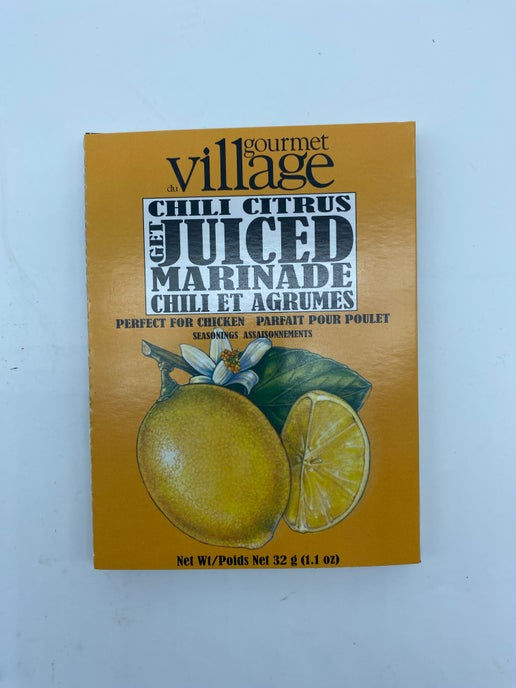 gourmet
du village
CHILI CITRUS
GET JUICED
MARINADE
CHILI ET AGRUMES
PERFECT FOR CHICKEN PARFAIT POUR POULET
SEASONINGS ASSAISONNEMENTS
Net Wt/Poids Net 32 g (1.1 oz)